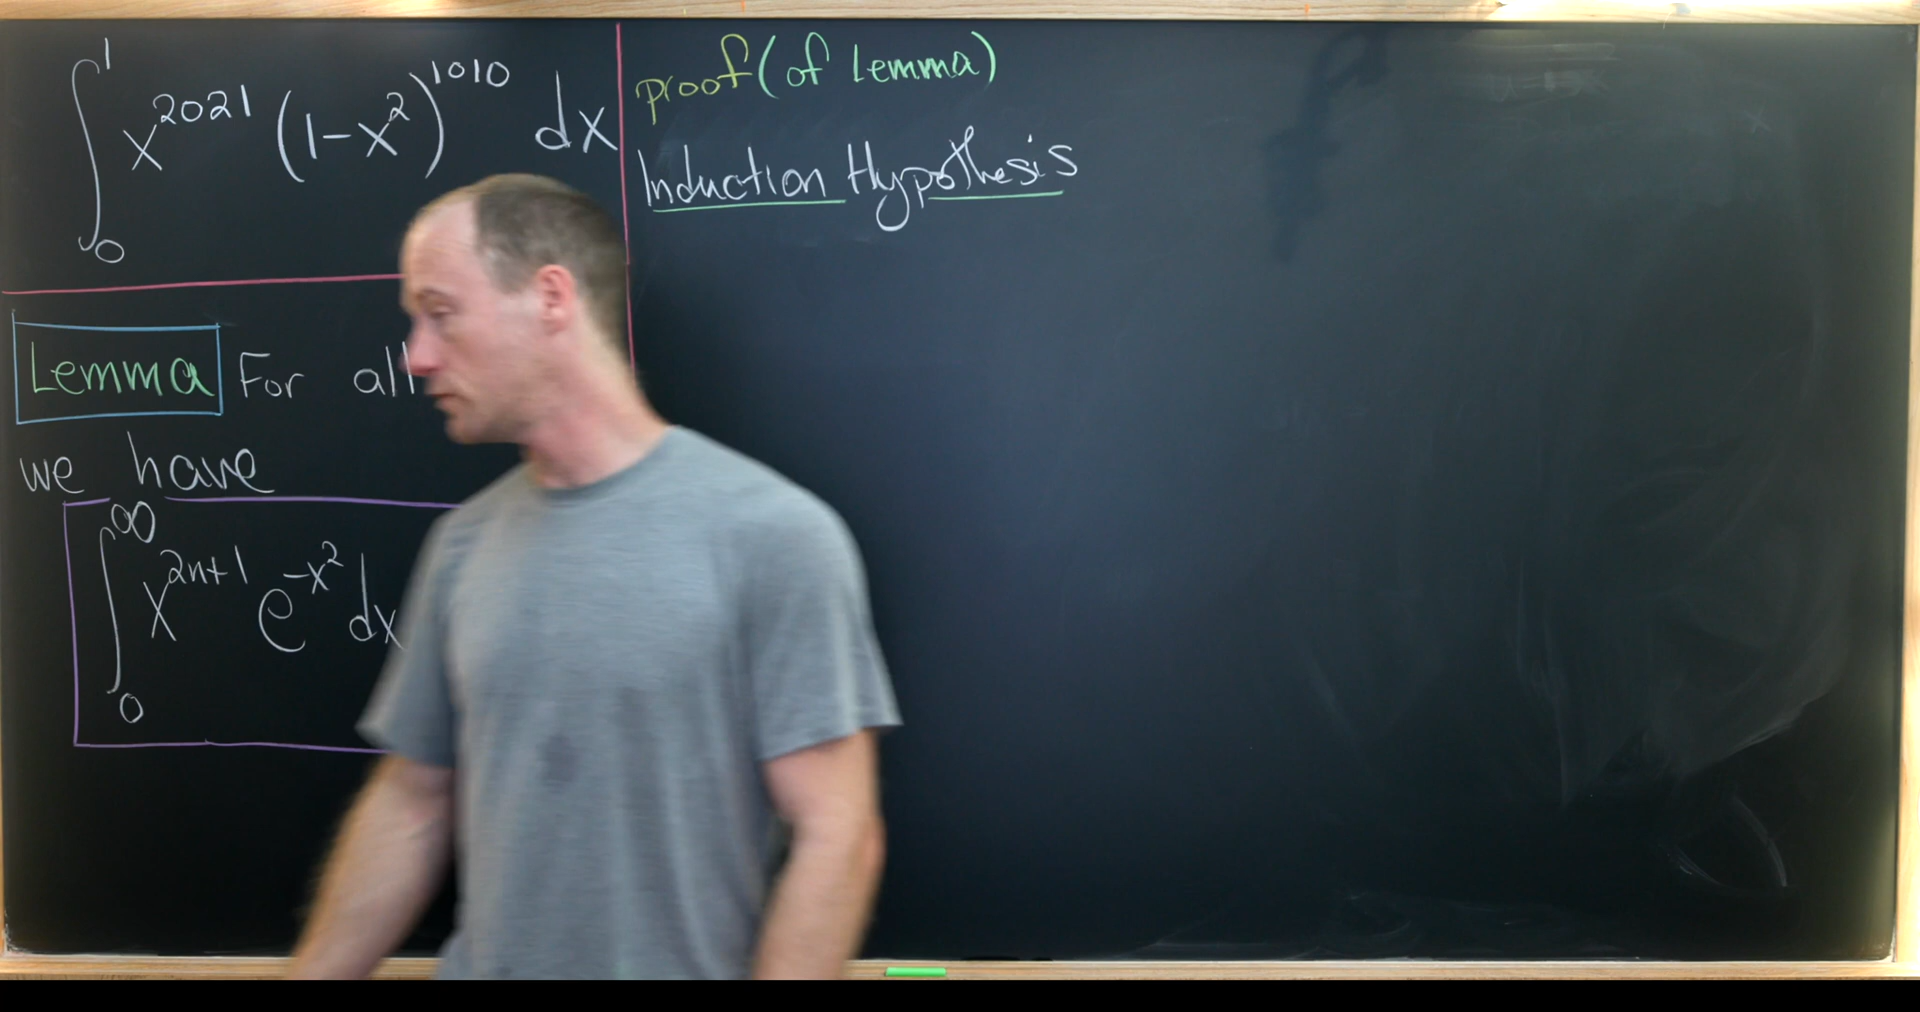 ∫₀¹ x²⁰²¹ (1-x²)¹⁰¹⁰ dx
Lemma For all
we have
∫₀^∞ x²ⁿ⁺¹ e^(-x²) dx
proof (of Lemma)
Induction Hypothesis